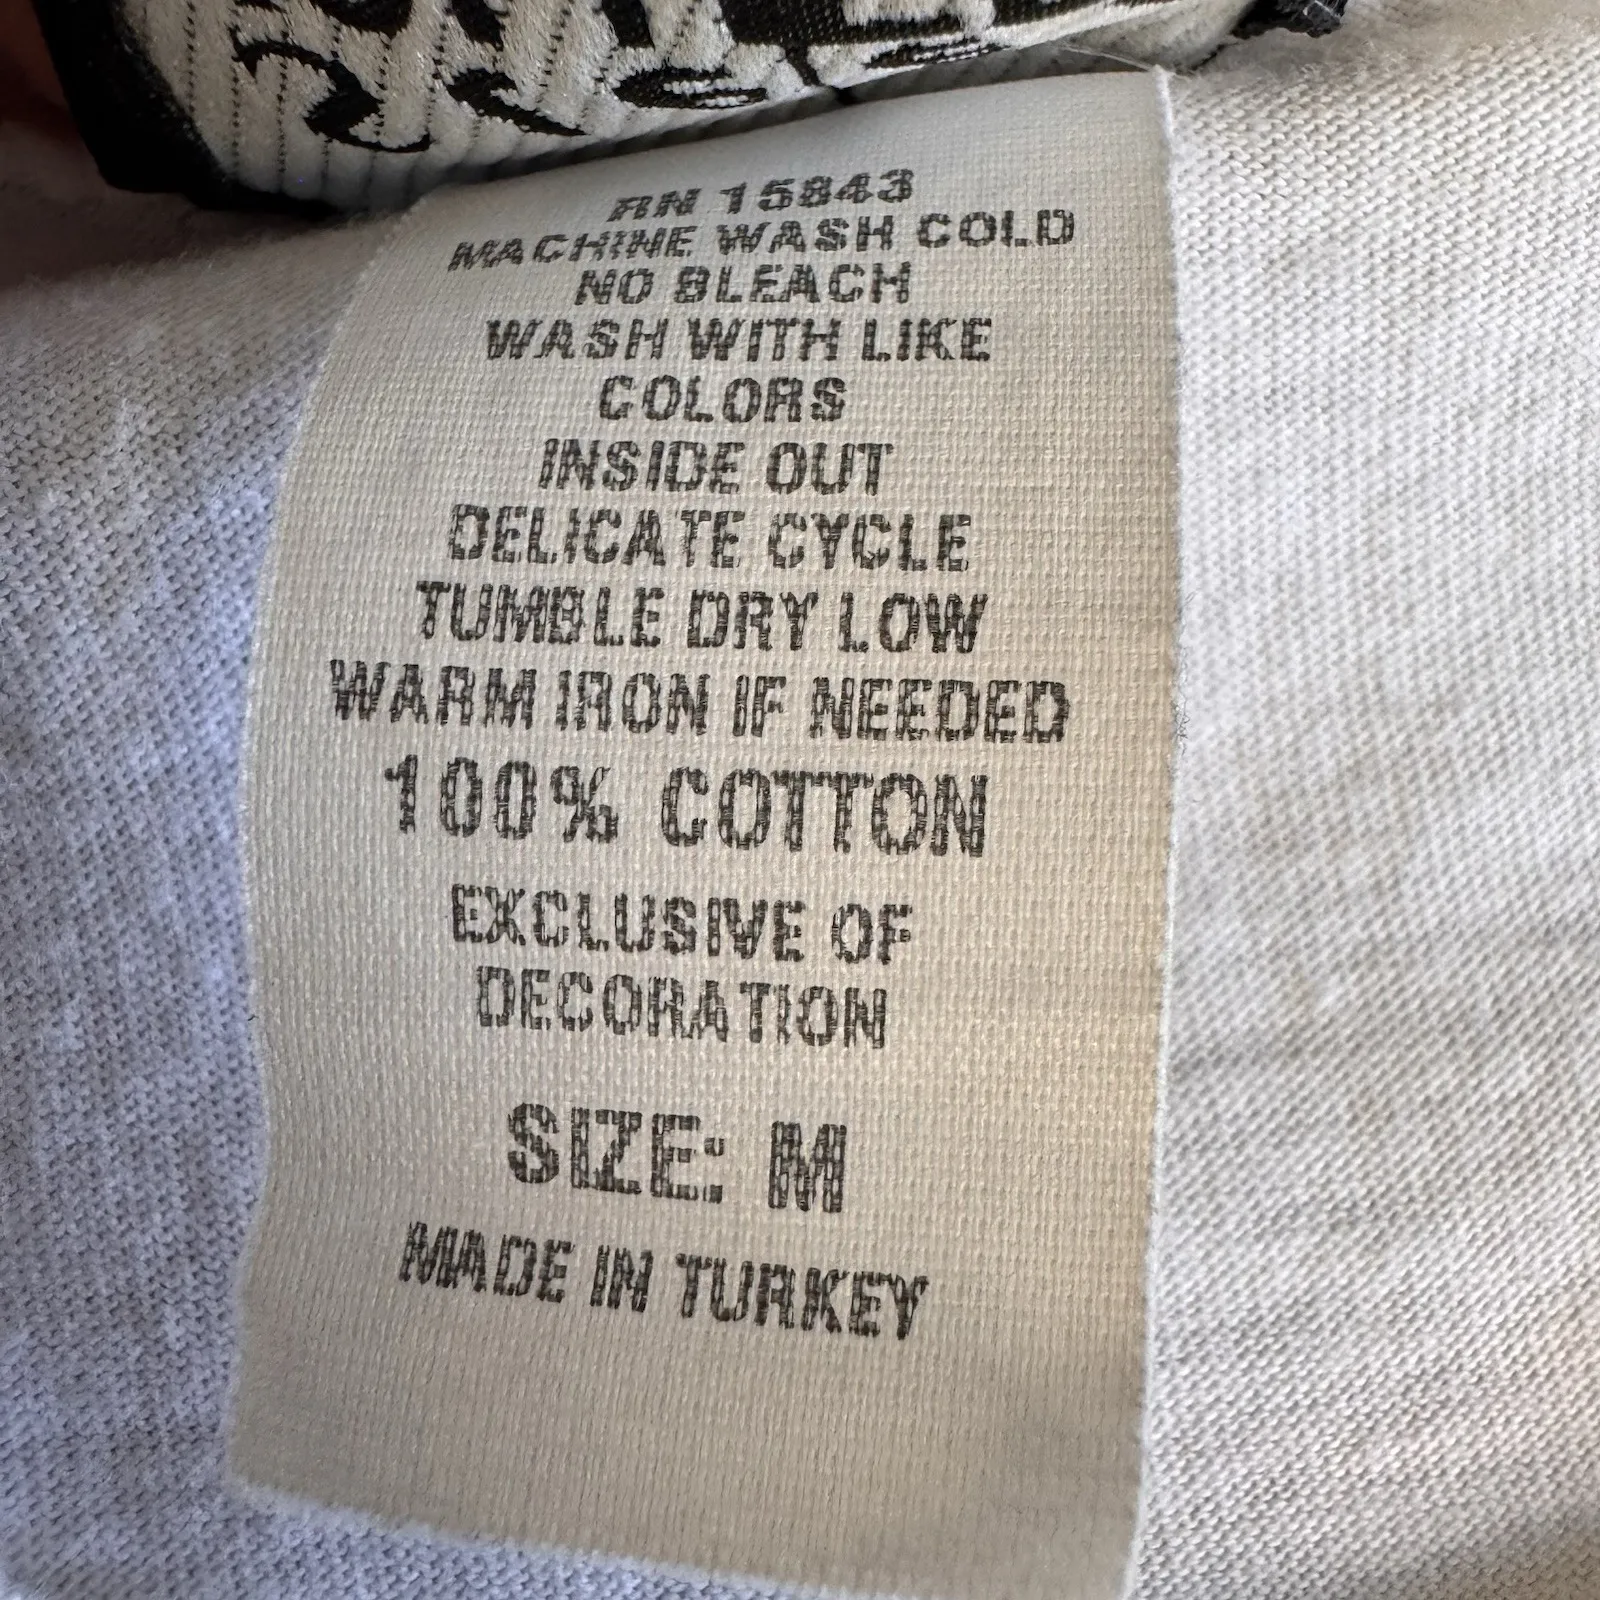 RN 15843
MACHINE WASH COLD
NO BLEACH
WASH WITH LIKE
COLORS
INSIDE OUT
DELICATE CYCLE
TUMBLE DRY LOW
WARM IRON IF NEEDED
100% COTTON
EXCLUSIVE OF
DECORATION
SIZE: M
MADE IN TURKEY